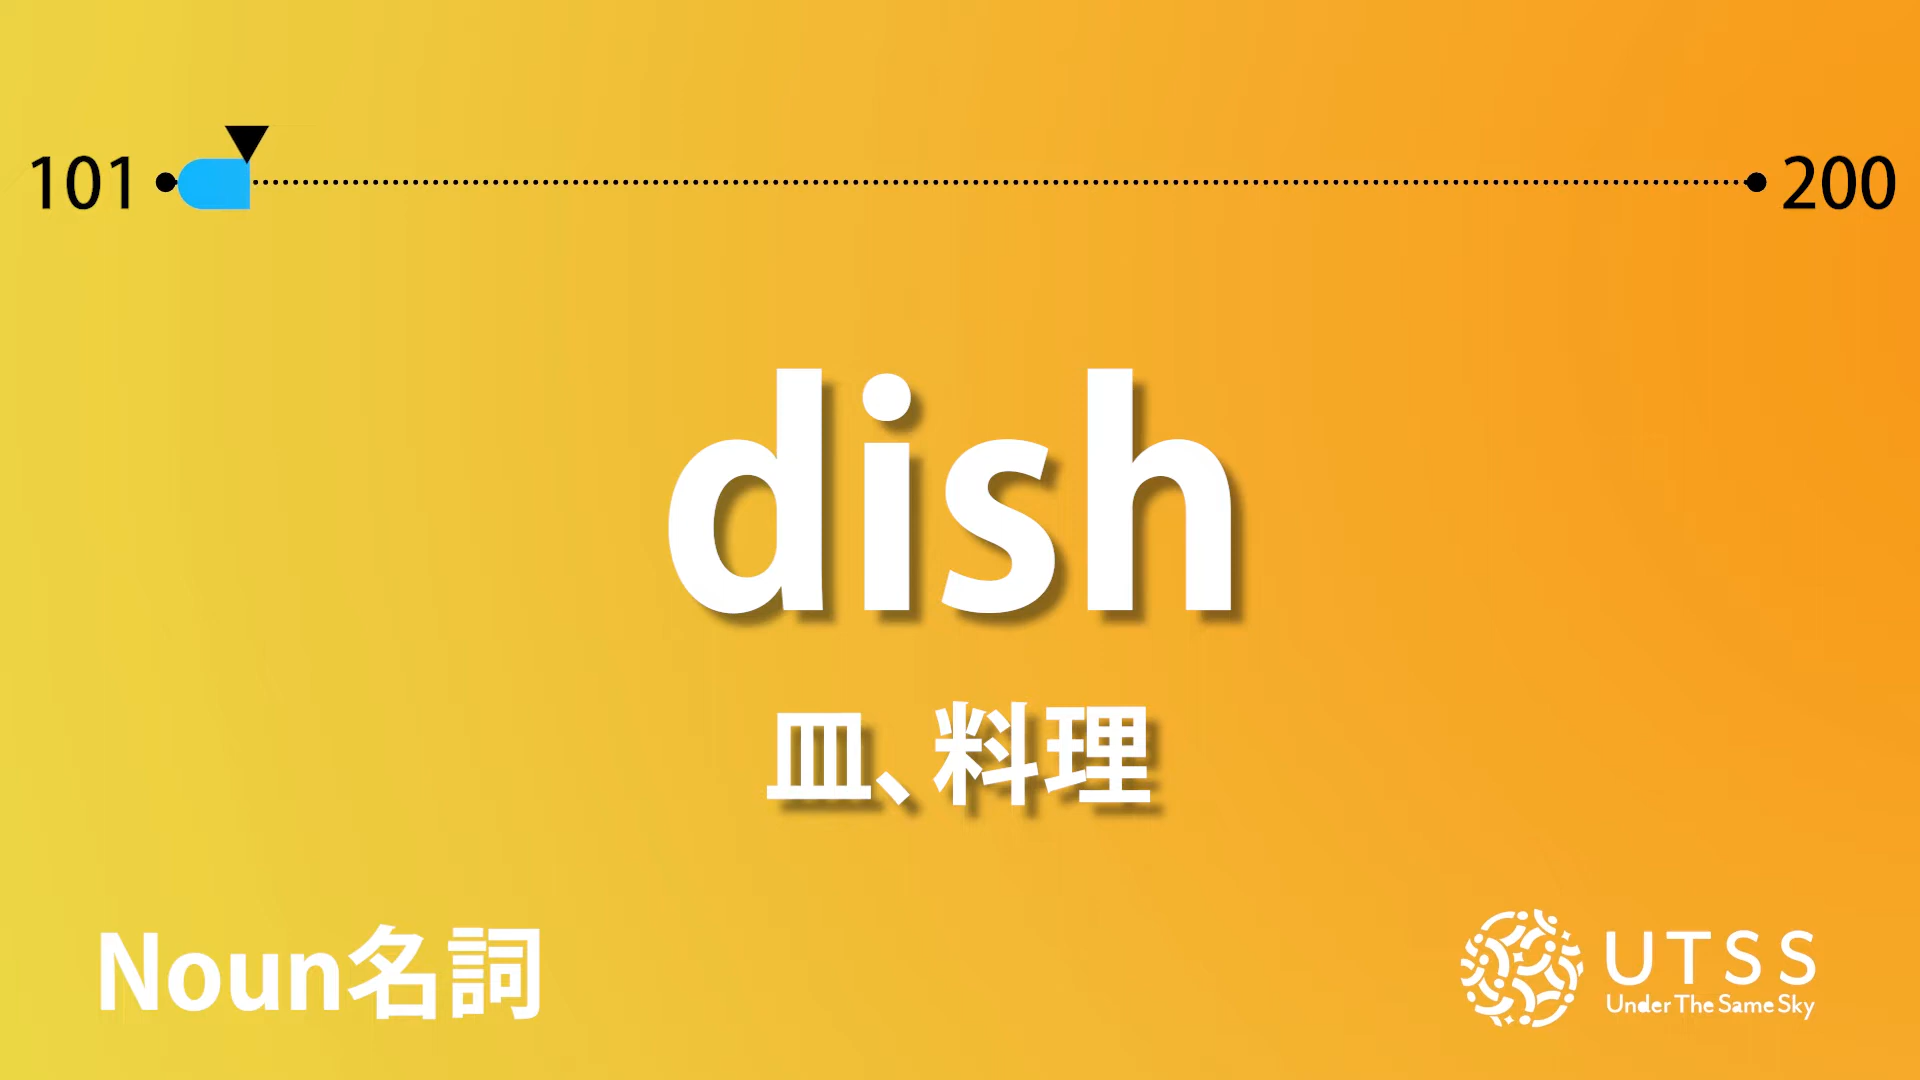 101 200
dish
皿、料理
Noun名詞
UTSS
Under The Same Sky